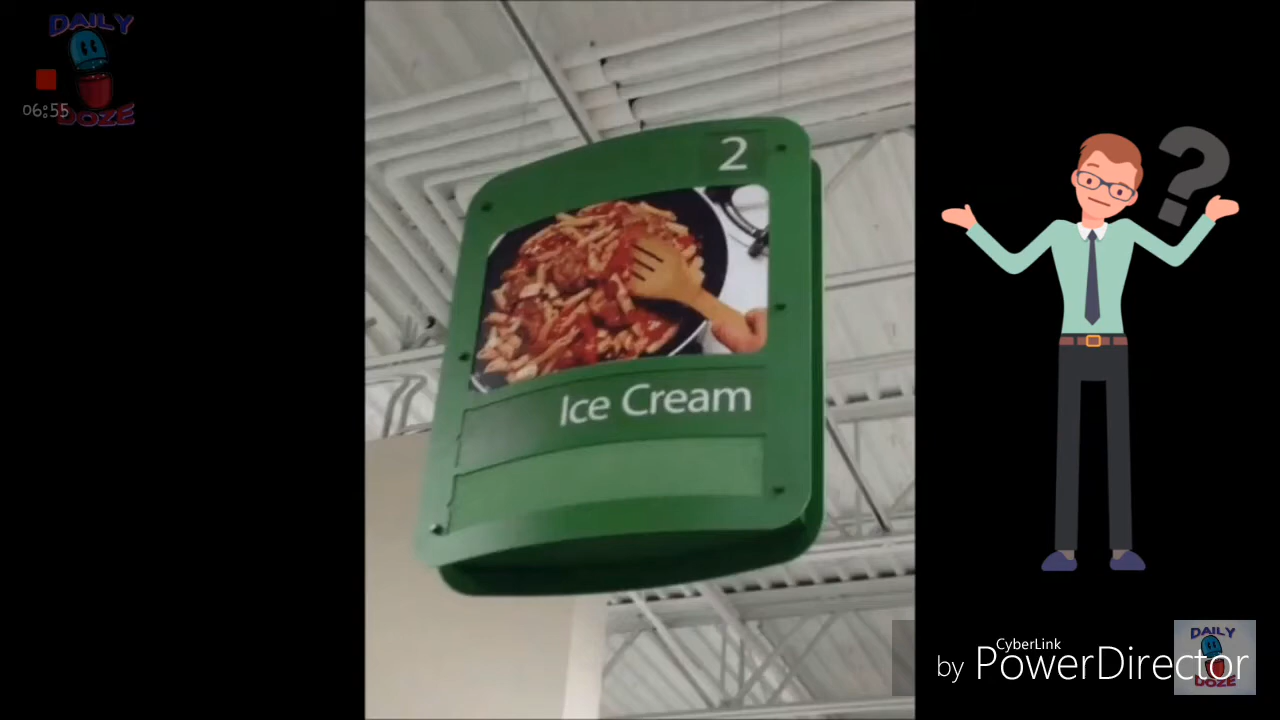 DAILY
06:55
DOZE
2
Ice Cream
?
CyberLink
by PowerDirector
DAILY
DOZE